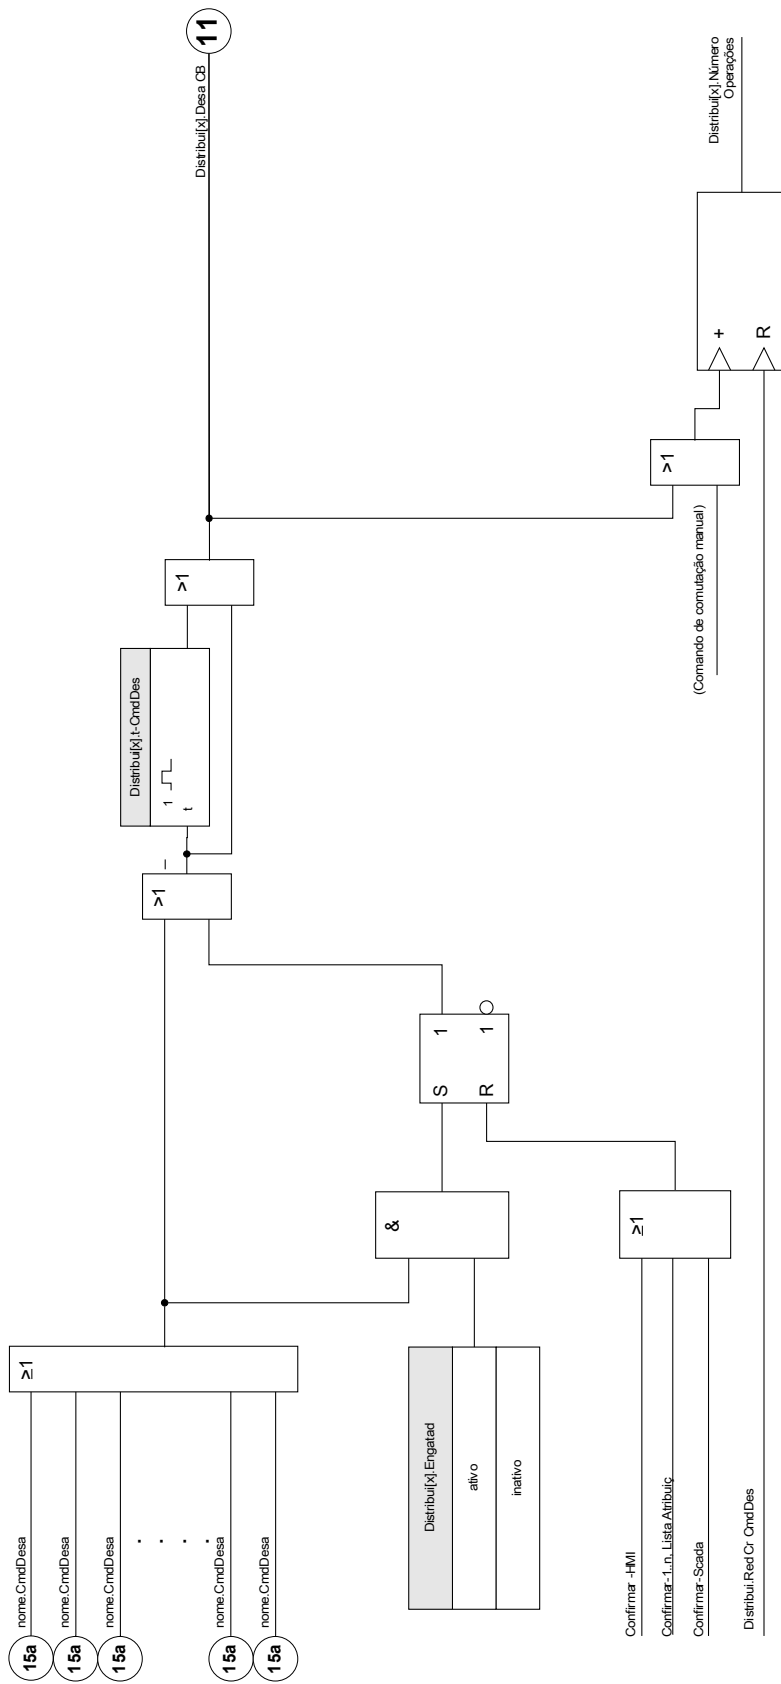 15a
nome.CmdDesa
15a
nome.CmdDesa
15a
nome.CmdDesa
.
.
.
.
15a
nome.CmdDesa
15a
nome.CmdDesa
≥1
Distribui[x].Engatad
ativo
inativo
&
Confirmar -HMI
Confirmar-1..n, Lista Atribuiç
Confirmar-Scada
≥1
S
1
R
1
>1
Distribui[x].t-CmdDes
1
t
>1
Distribui[x].Desa CB
11
(Comando de comutação manual)
>1
Distribui.Red Cr CmdDes
+
R
Distribui[x].Número
Operações